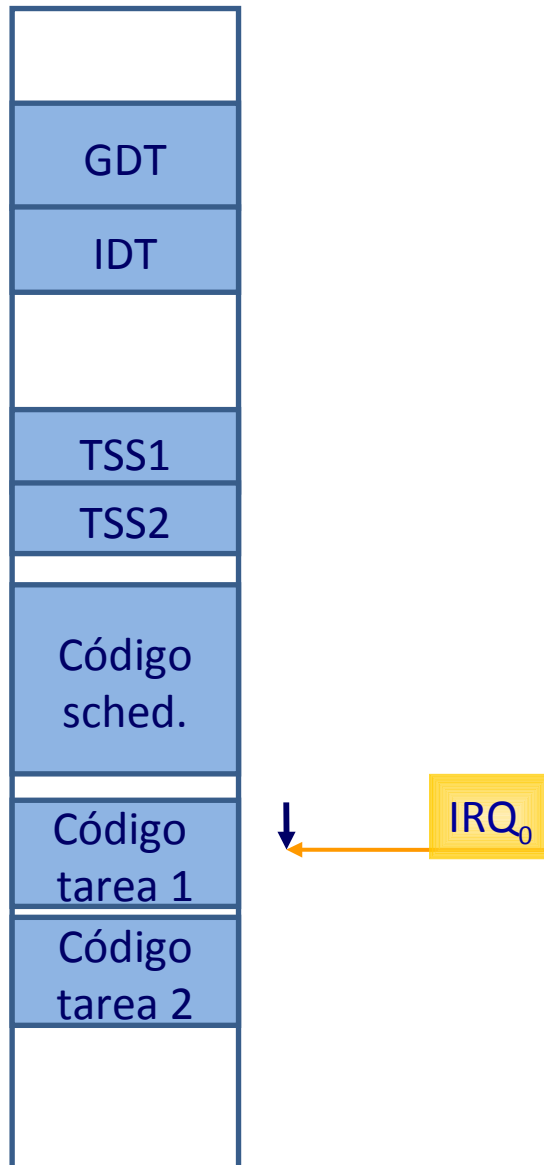 GDT
IDT
TSS1
TSS2
Código
sched.
Código
tarea 1
IRQ0
Código
tarea 2